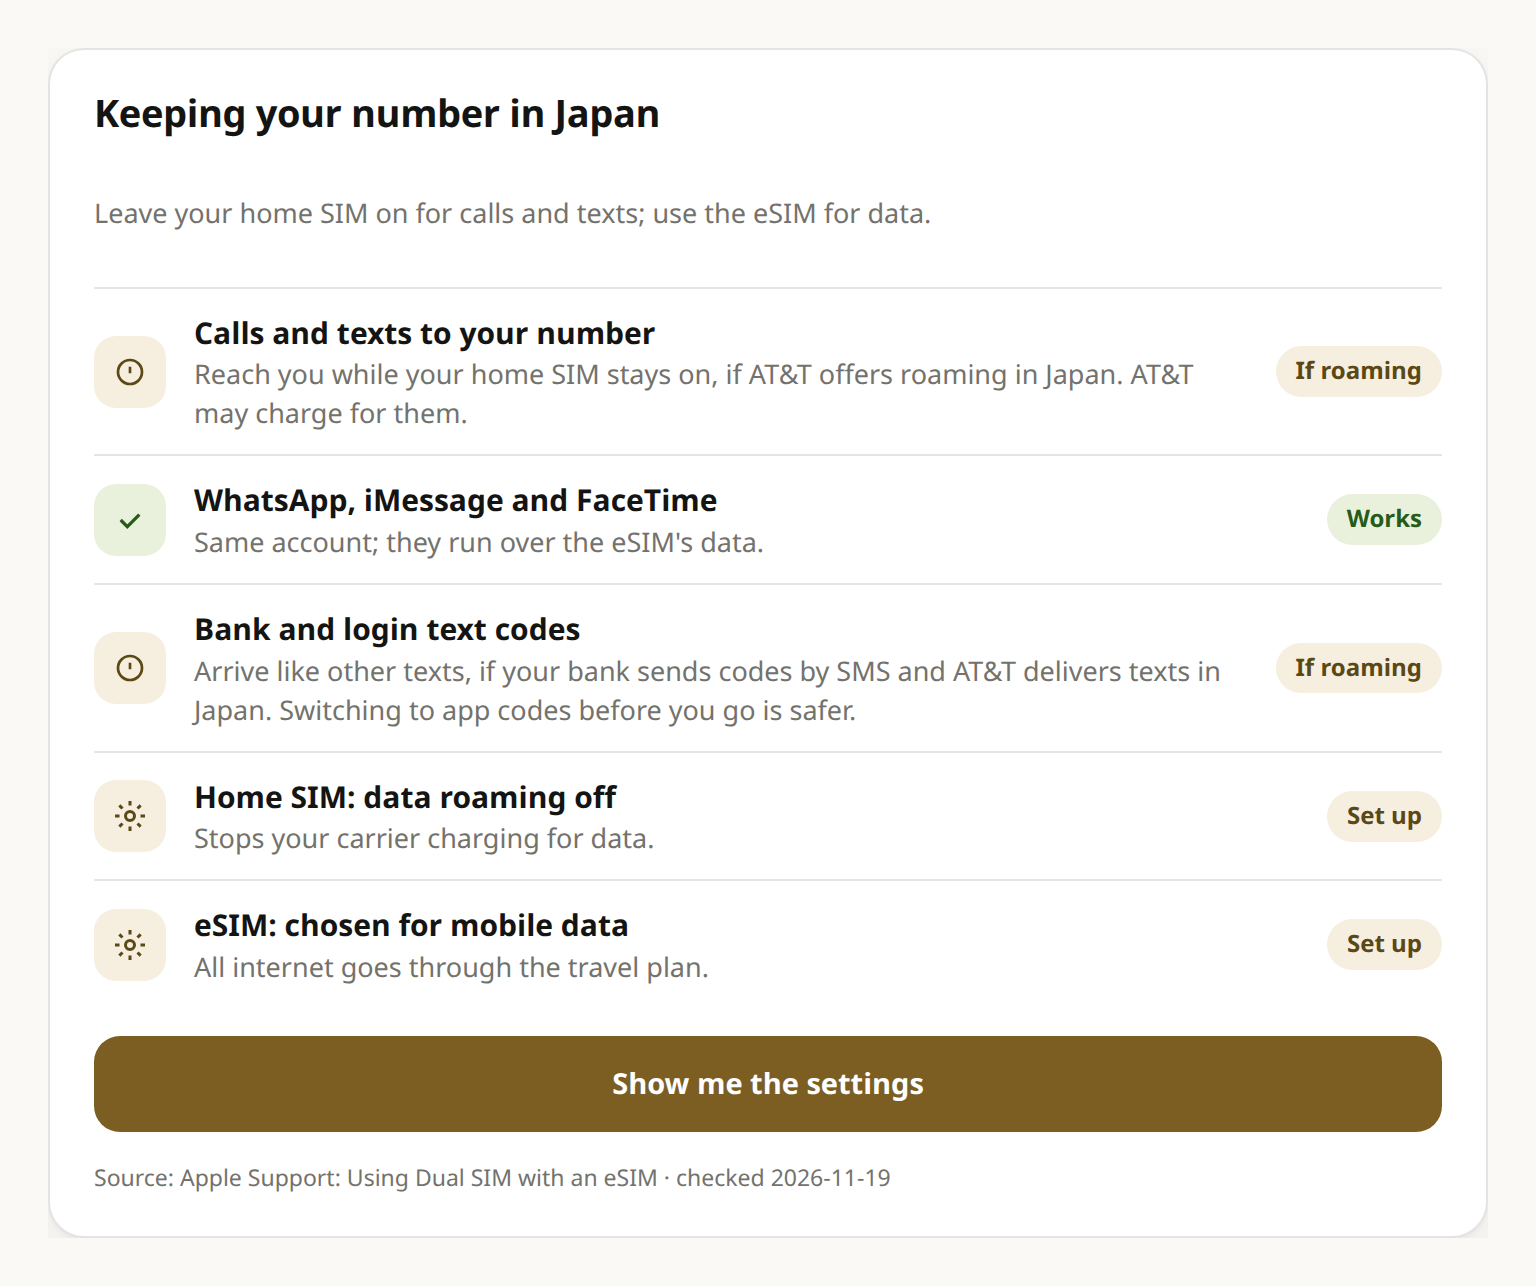 Keeping your number in Japan
Leave your home SIM on for calls and texts; use the eSIM for data.
Calls and texts to your number
Reach you while your home SIM stays on, if AT&T offers roaming in Japan. AT&T
may charge for them.
If roaming
WhatsApp, iMessage and FaceTime
Same account; they run over the eSIM's data.
Works
Bank and login text codes
Arrive like other texts, if your bank sends codes by SMS and AT&T delivers texts in
Japan. Switching to app codes before you go is safer.
If roaming
Home SIM: data roaming off
Stops your carrier charging for data.
Set up
eSIM: chosen for mobile data
All internet goes through the travel plan.
Set up
Show me the settings
Source: Apple Support: Using Dual SIM with an eSIM · checked 2026-11-19